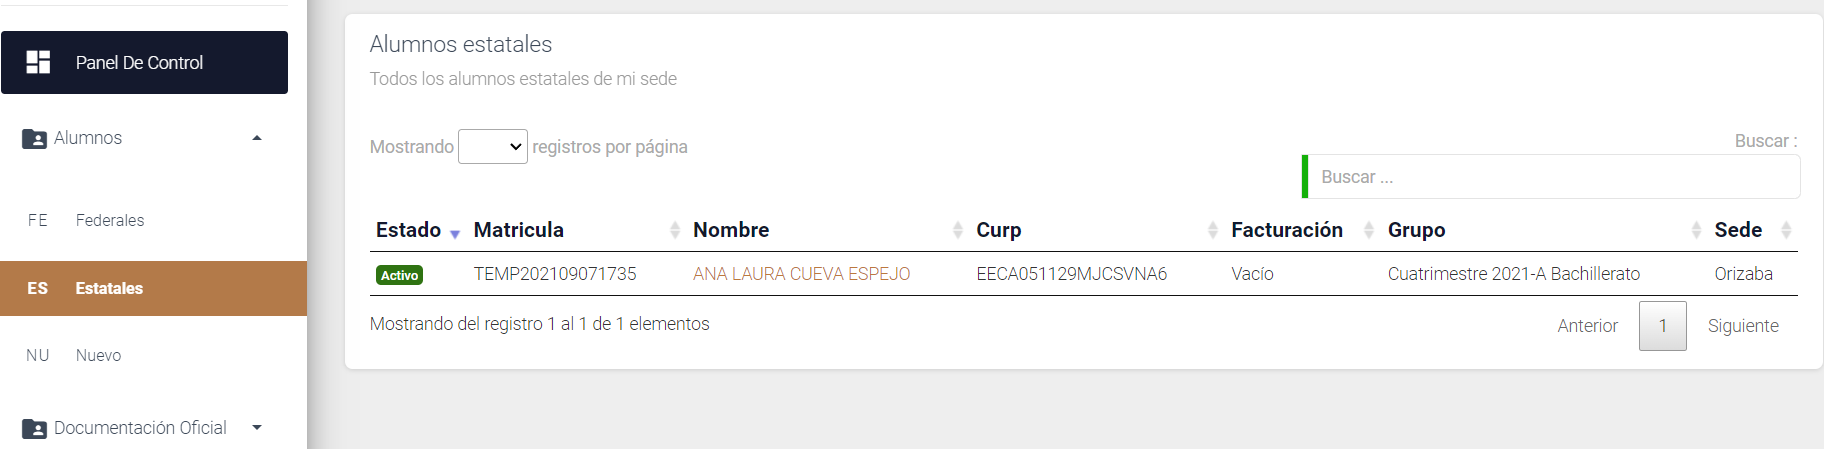 Panel De Control
Alumnos
FE Federales
ES Estatales
NU Nuevo
Documentación Oficial
Alumnos estatales
Todos los alumnos estatales de mi sede
Mostrando registros por página
Buscar :
Buscar ...
Estado Matricula Nombre Curp Facturación Grupo Sede
Activo TEMP202109071735 ANA LAURA CUEVA ESPEJO EECA051129MJCSVNA6 Vacío Cuatrimestre 2021-A Bachillerato Orizaba
Mostrando del registro 1 al 1 de 1 elementos
Anterior 1 Siguiente